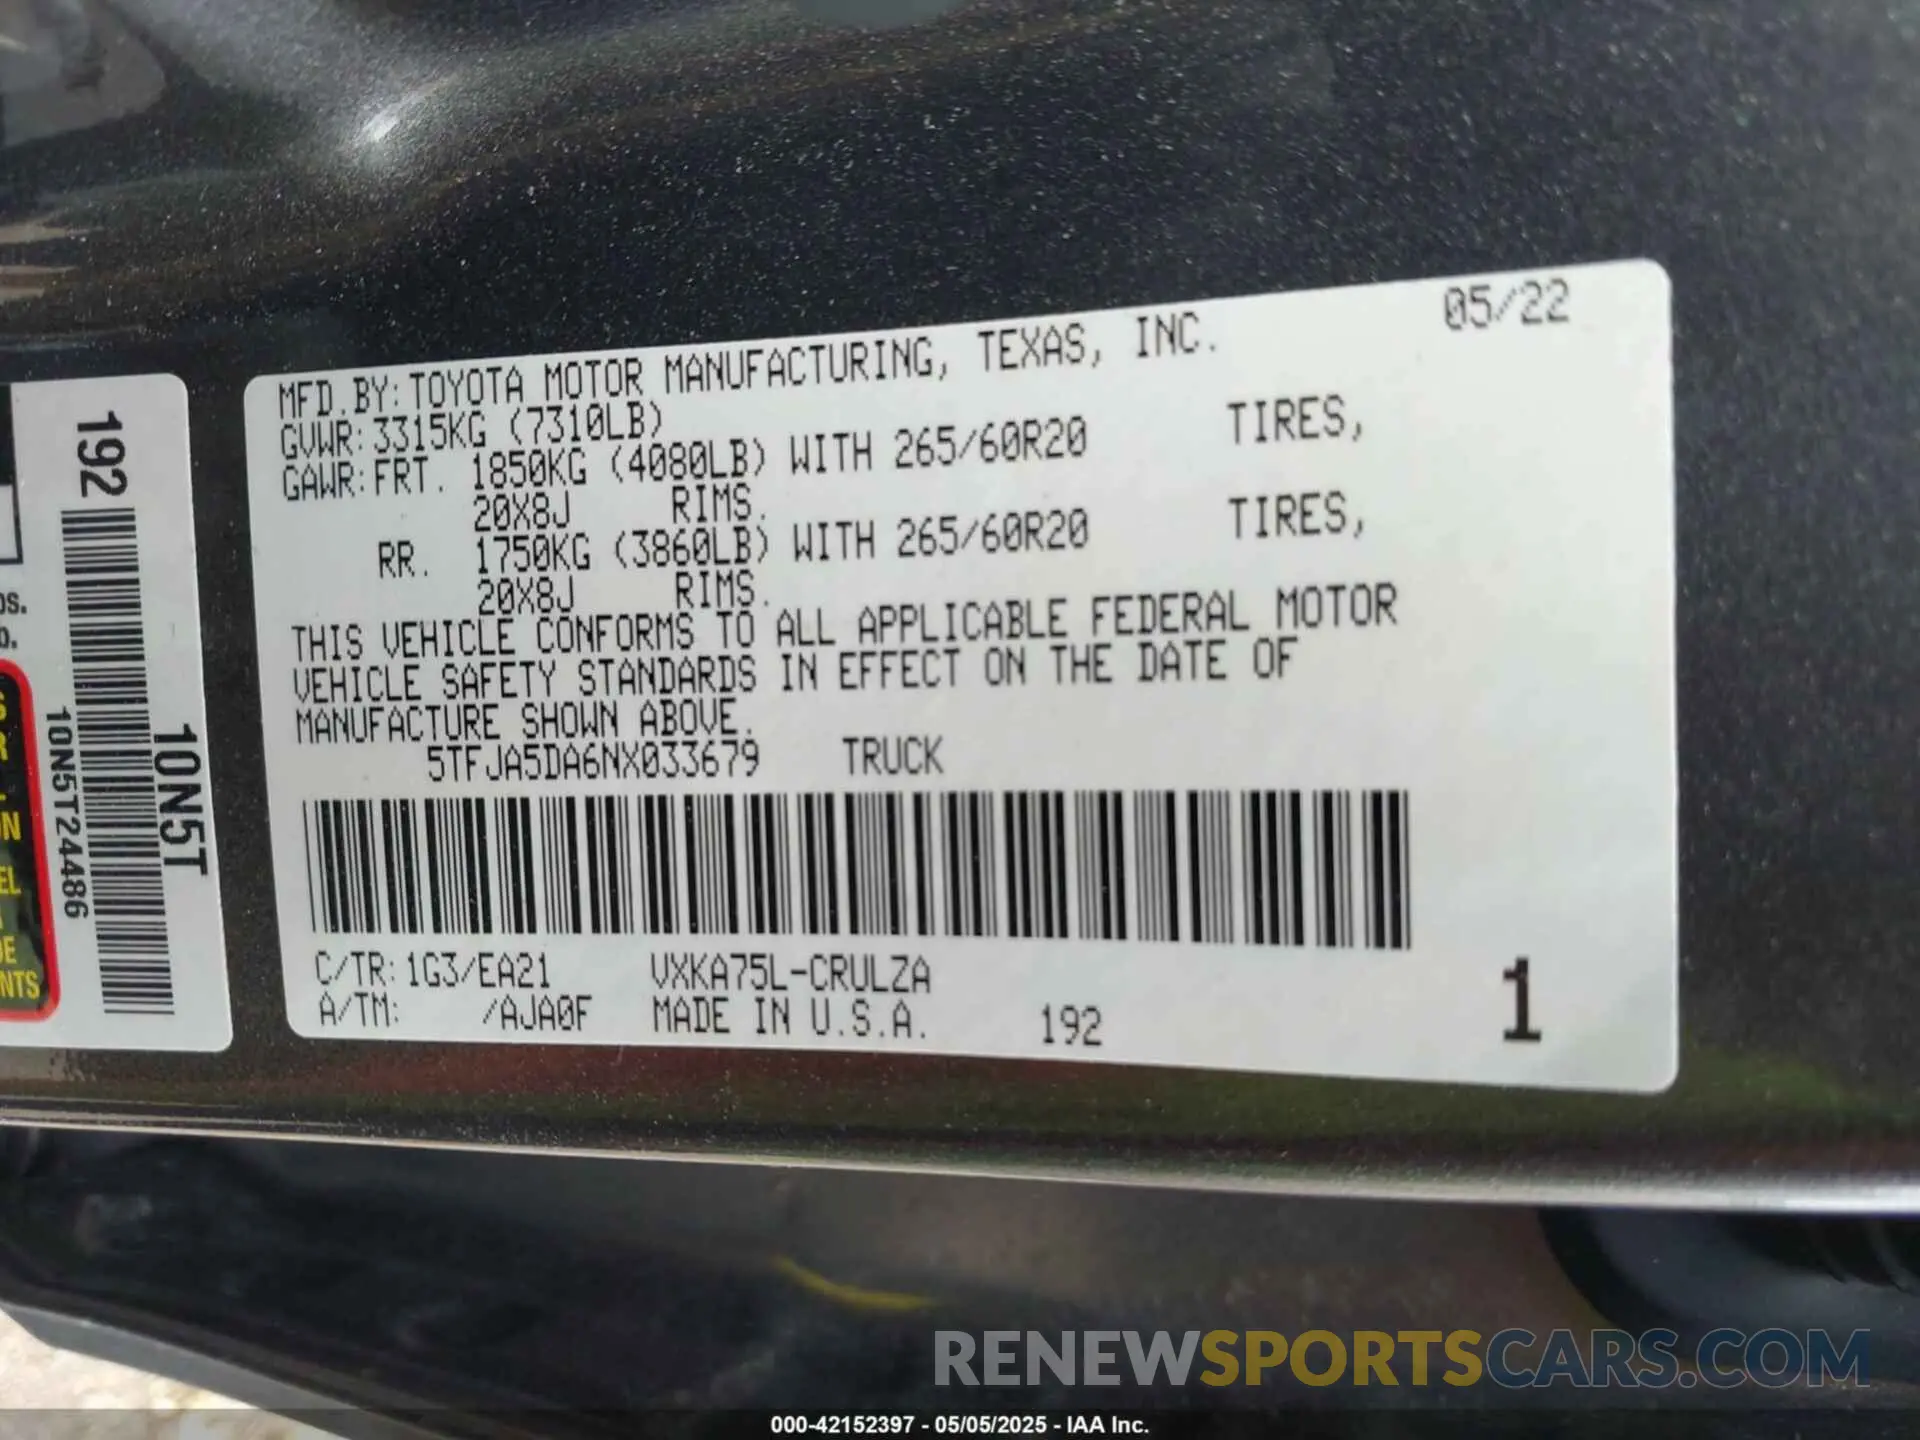 MFD.BY:TOYOTA MOTOR MANUFACTURING, TEXAS, INC. 05/22
GVWR:3315KG (7310LB)
GAWR:FRT. 1850KG (4080LB) WITH 265/60R20 TIRES,
20X8J RIMS.
RR. 1750KG (3860LB) WITH 265/60R20 TIRES,
20X8J RIMS.
THIS VEHICLE CONFORMS TO ALL APPLICABLE FEDERAL MOTOR
VEHICLE SAFETY STANDARDS IN EFFECT ON THE DATE OF
MANUFACTURE SHOWN ABOVE.
5TFJA5DA6NX033679 TRUCK
C/TR:1G3/EA21 VXKA75L-CRULZA
A/TM: /AJA0F MADE IN U.S.A. 192 1
192
10N5T24486
10N5T
RENEWSPORTSCARS.COM
000-42152397 - 05/05/2025 - IAA Inc.